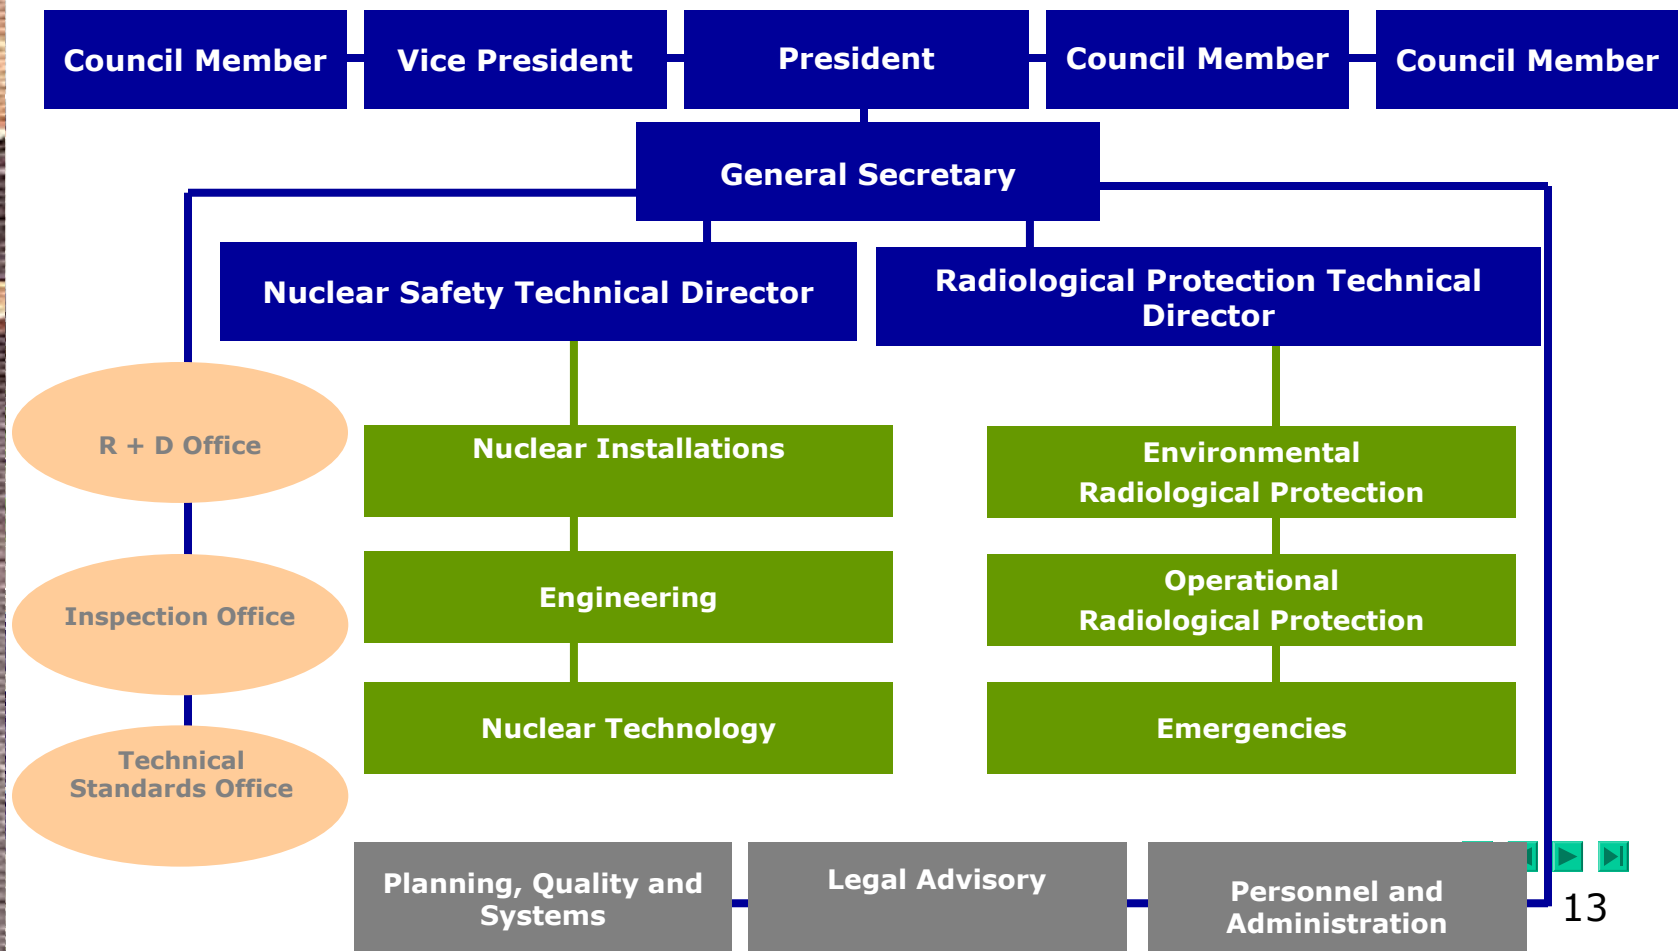 Council Member
Vice President
President
Council Member
Council Member
General Secretary
Nuclear Safety Technical Director
Radiological Protection Technical
Director
R + D Office
Nuclear Installations
Environmental
Radiological Protection
Inspection Office
Engineering
Operational
Radiological Protection
Technical
Standards Office
Nuclear Technology
Emergencies
Planning, Quality and
Systems
Legal Advisory
Personnel and
Administration
13